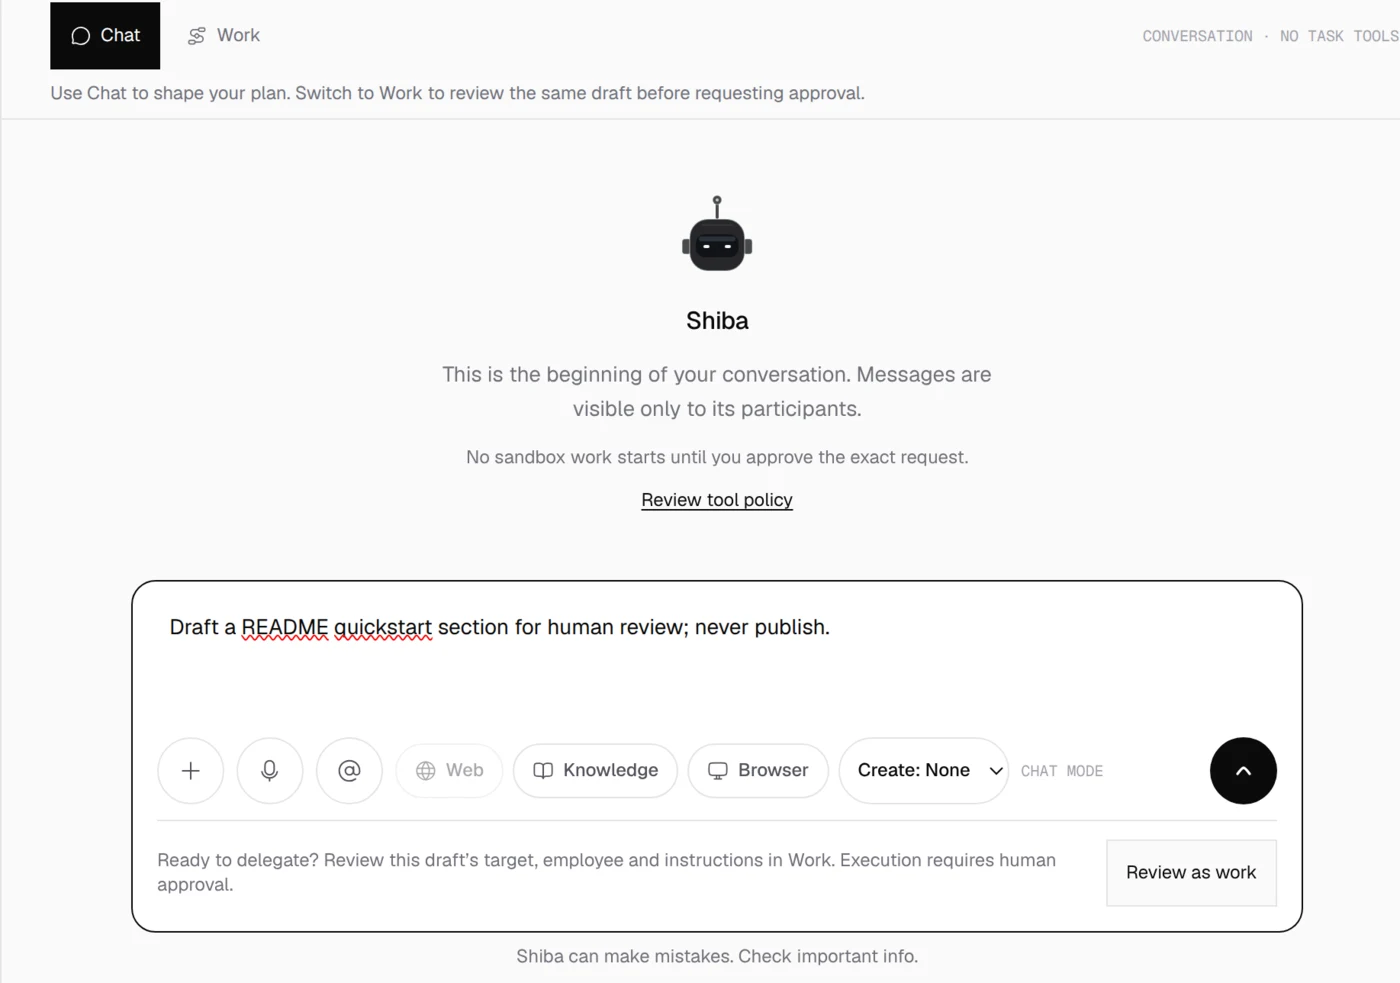 Chat
Work
CONVERSATION · NO TASK TOOLS
Use Chat to shape your plan. Switch to Work to review the same draft before requesting approval.
Shiba
This is the beginning of your conversation. Messages are
visible only to its participants.
No sandbox work starts until you approve the exact request.
Review tool policy
Draft a README quickstart section for human review; never publish.
Web
Knowledge
Browser
Create: None
CHAT MODE
Ready to delegate? Review this draft’s target, employee and instructions in Work. Execution requires human
approval.
Review as work
Shiba can make mistakes. Check important info.